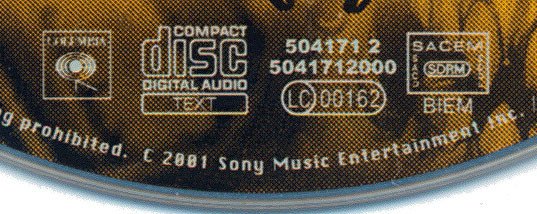 COLUMBIA
COMPACT
disc
DIGITAL AUDIO
TEXT
504171 2
5041712000
LC 00162
SACEM
SACD
SDRM
SACJ
BIEM
g prohibited. C 2001 Sony Music Entertainment Inc.